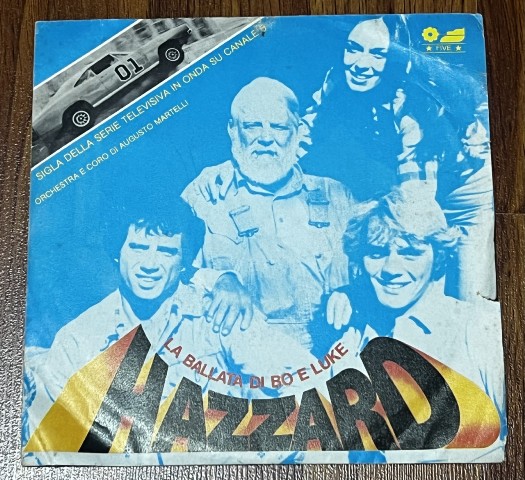 01
SIGLA DELLA SERIE TELEVISIVA IN ONDA SU CANALE 5
ORCHESTRA E CORO DI AUGUSTO MARTELLI
★ FIVE ★
LA BALLATA DI BO E LUKE
HAZZARD